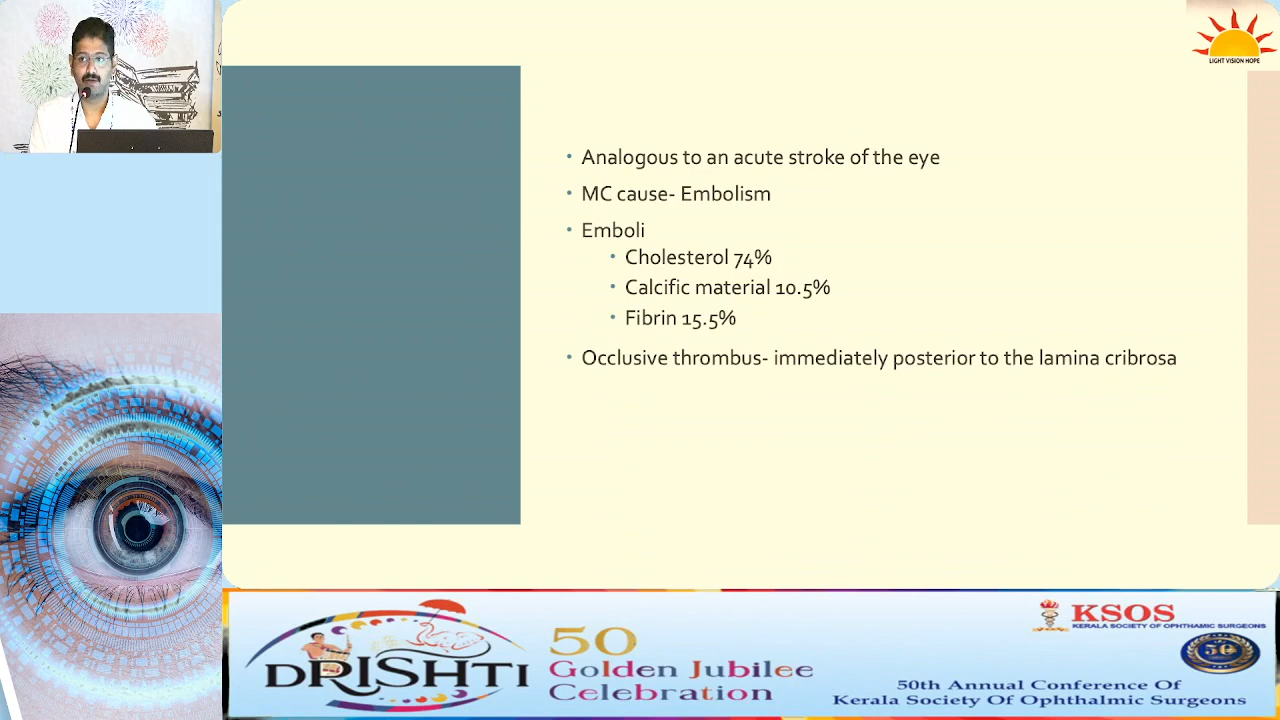 LIGHT VISION HOPE
• Analogous to an acute stroke of the eye
• MC cause- Embolism
• Emboli
• Cholesterol 74%
• Calcific material 10.5%
• Fibrin 15.5%
• Occlusive thrombus- immediately posterior to the lamina cribrosa
DRISHTI
50
Golden Jubilee
Celebration
KSOS
KERALA SOCIETY OF OPHTHAMIC SURGEONS
50
50th Annual Conference Of
Kerala Society Of Ophthalmic Surgeons